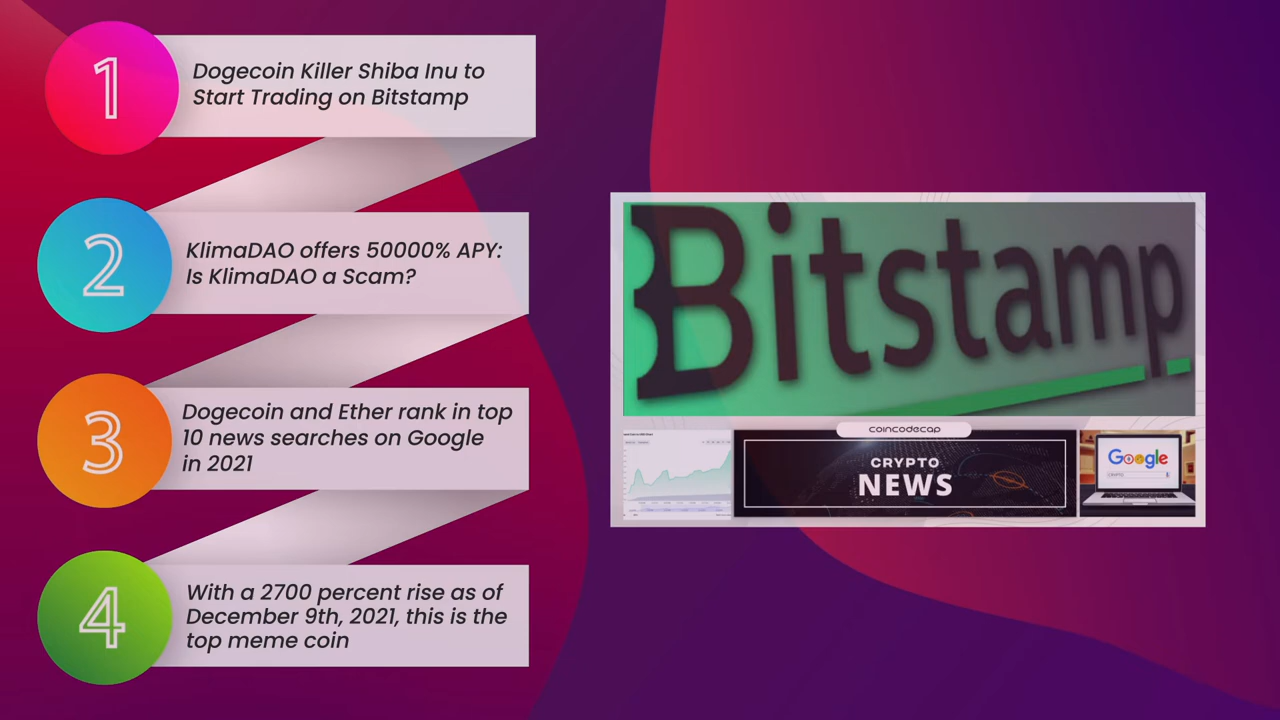 1
Dogecoin Killer Shiba Inu to
Start Trading on Bitstamp
2
KlimaDAO offers 50000% APY:
Is KlimaDAO a Scam?
3
Dogecoin and Ether rank in top
10 news searches on Google
in 2021
4
With a 2700 percent rise as of
December 9th, 2021, this is the
top meme coin
Bitstamp
coincodecap
CRYPTO
NEWS
Google